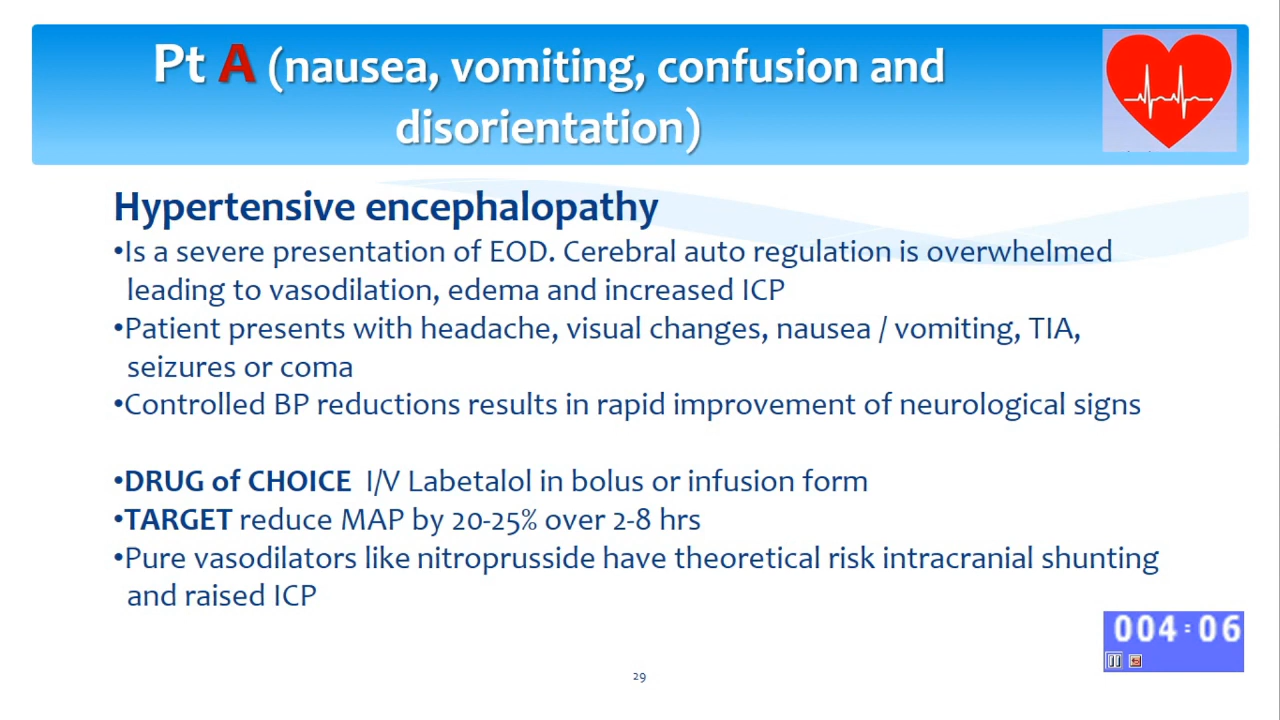 Pt A (nausea, vomiting, confusion and
disorientation)
Hypertensive encephalopathy
•Is a severe presentation of EOD. Cerebral auto regulation is overwhelmed
leading to vasodilation, edema and increased ICP
•Patient presents with headache, visual changes, nausea / vomiting, TIA,
seizures or coma
•Controlled BP reductions results in rapid improvement of neurological signs
•DRUG of CHOICE I/V Labetalol in bolus or infusion form
•TARGET reduce MAP by 20-25% over 2-8 hrs
•Pure vasodilators like nitroprusside have theoretical risk intracranial shunting
and raised ICP
004:06
29